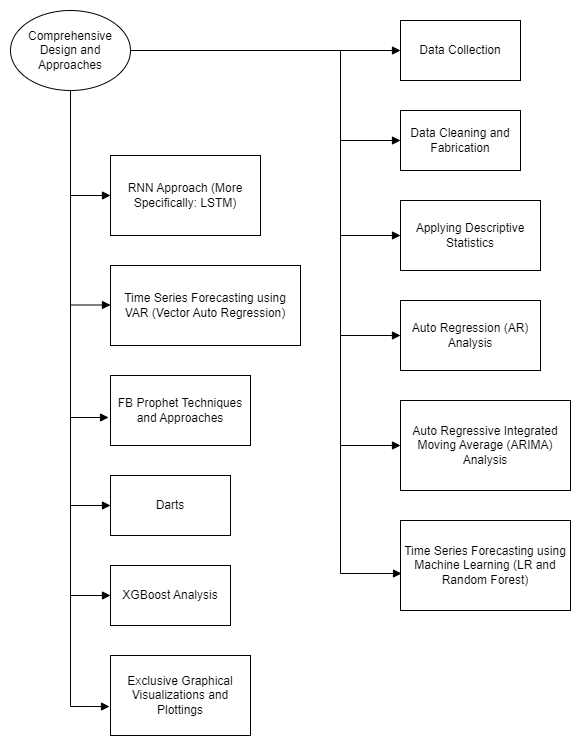 Comprehensive
Design and
Approaches
Data Collection
Data Cleaning and
Fabrication
Applying Descriptive
Statistics
Auto Regression (AR)
Analysis
Auto Regressive Integrated
Moving Average (ARIMA)
Analysis
Time Series Forecasting using
Machine Learning (LR and
Random Forest)
RNN Approach (More
Specifically: LSTM)
Time Series Forecasting using
VAR (Vector Auto Regression)
FB Prophet Techniques
and Approaches
Darts
XGBoost Analysis
Exclusive Graphical
Visualizations and
Plottings